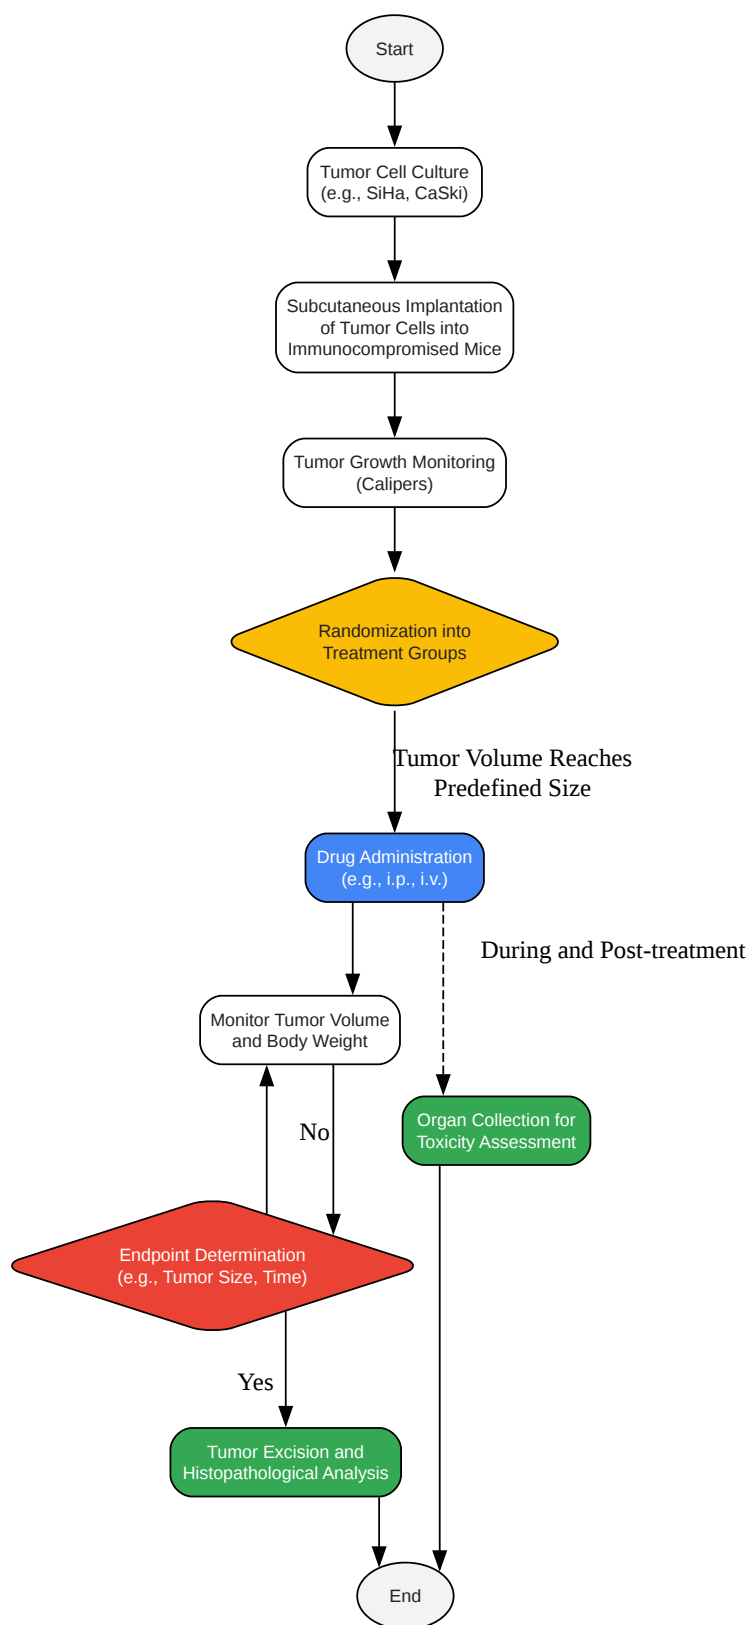 Start
Tumor Cell Culture
(e.g., SiHa, CaSki)
Subcutaneous Implantation
of Tumor Cells into
Immunocompromised Mice
Tumor Growth Monitoring
(Calipers)
Randomization into
Treatment Groups
Tumor Volume Reaches
Predefined Size
Drug Administration
(e.g., i.p., i.v.)
During and Post-treatment
Monitor Tumor Volume
and Body Weight
No
Organ Collection for
Toxicity Assessment
Endpoint Determination
(e.g., Tumor Size, Time)
Yes
Tumor Excision and
Histopathological Analysis
End